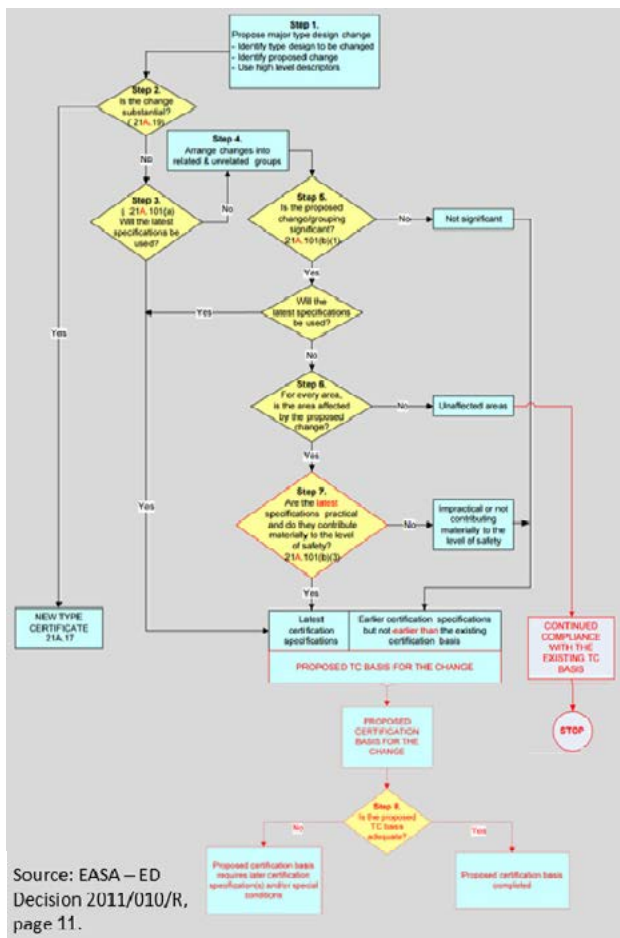 Step 1.
Propose major type design change
- Identify type design to be changed
- Identify proposed change
- Use high level descriptors
Step 2.
Is the change
substantial?
( 21A.19)
No
Yes
Step 3.
( 21A.101(a)
Will the latest
specifications be
used?
No
Yes
Step 4.
Arrange changes into
related & unrelated groups
Step 5.
Is the proposed
change/grouping
significant?
21A.101(b)(1)
No
Not significant
Yes
Will the
latest specifications
be used?
Yes
No
Step 6.
For every area,
is the area affected
by the proposed
change?
No
Unaffected areas
Yes
Step 7.
Are the latest
specifications practical
and do they contribute
materially to the level
of safety?
21A.101(b)(3)
No
Impractical or not
contributing
materially to the
level of safety
Yes
NEW TYPE
CERTIFICATE
21A.17
Latest
certification
specifications
Earlier certification specifications
but not earlier than the existing
certification basis
PROPOSED TC BASIS FOR THE CHANGE
CONTINUED
COMPLIANCE
WITH THE
EXISTING TC
BASIS
STOP
PROPOSED
CERTIFICATION
BASIS FOR THE
CHANGE
Step 8.
Is the proposed
TC basis
adequate?
No
Yes
Proposed certification basis
requires later certification
specification(s) and/or special
conditions
Proposed certification basis
completed
Source: EASA – ED
Decision 2011/010/R,
page 11.